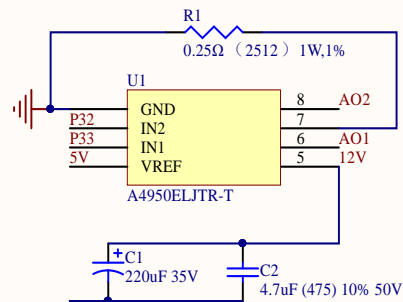 R1
0.25Ω （2512） 1W,1%
U1
GND 8 AO2
P32 IN2 7
P33 IN1 6 AO1
5V VREF 5 12V
A4950ELJTR-T
C1
220uF 35V
C2
4.7uF (475) 10% 50V